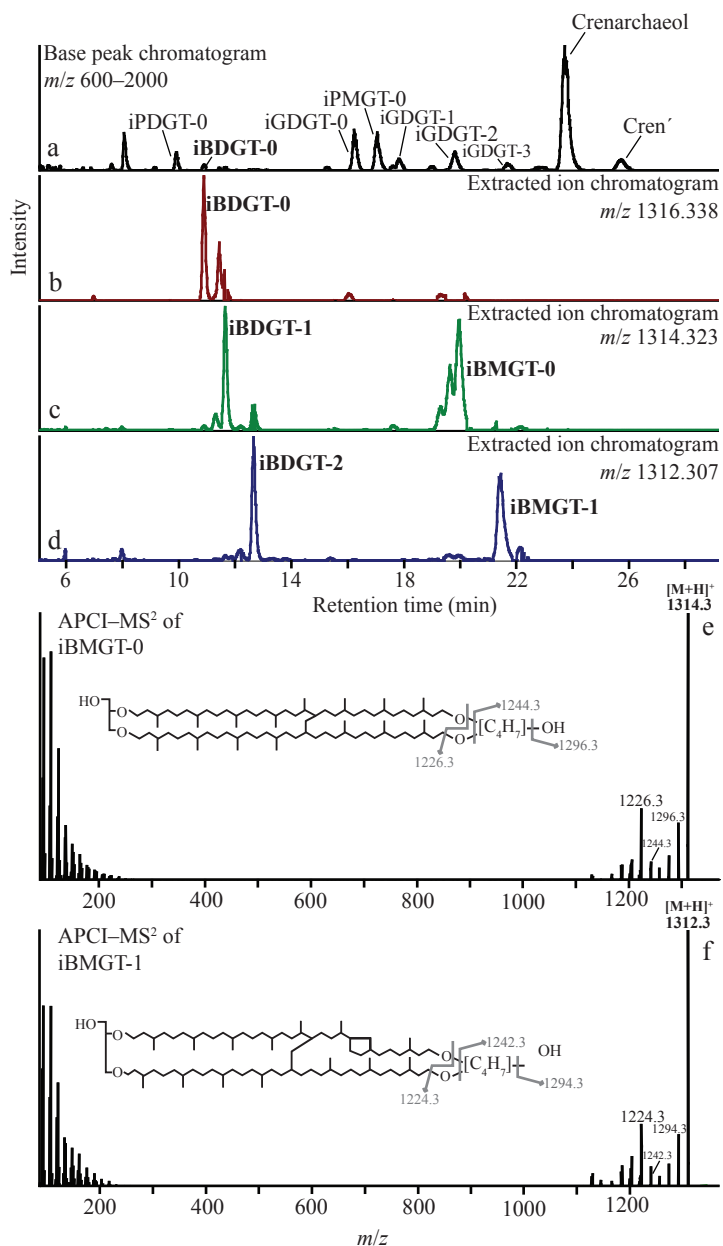 Crenarchaeol
Base peak chromatogram
m/z 600–2000
iPMGT-0
iPDGT-0
iGDGT-0
iGDGT-1
iBDGT-0
iGDGT-2
Cren´
iGDGT-3
a
Extracted ion chromatogram
iBDGT-0
m/z 1316.338
Intensity
b
Extracted ion chromatogram
iBDGT-1
m/z 1314.323
iBMGT-0
c
Extracted ion chromatogram
iBDGT-2
m/z 1312.307
iBMGT-1
d
6 10 14 18 22 26
Retention time (min)
[M+H]⁺
1314.3
APCI–MS² of
iBMGT-0
e
HO
1244.3
O O
[C₄H₇] OH
O O
1296.3
1226.3
1226.3
1296.3
1244.3
200 400 600 800 1000 1200
[M+H]⁺
1312.3
APCI–MS² of
iBMGT-1
f
HO
1242.3
OH
O O
[C₄H₇]
O O
1294.3
1224.3
1224.3
1294.3
1242.3
200 400 600 800 1000 1200
m/z